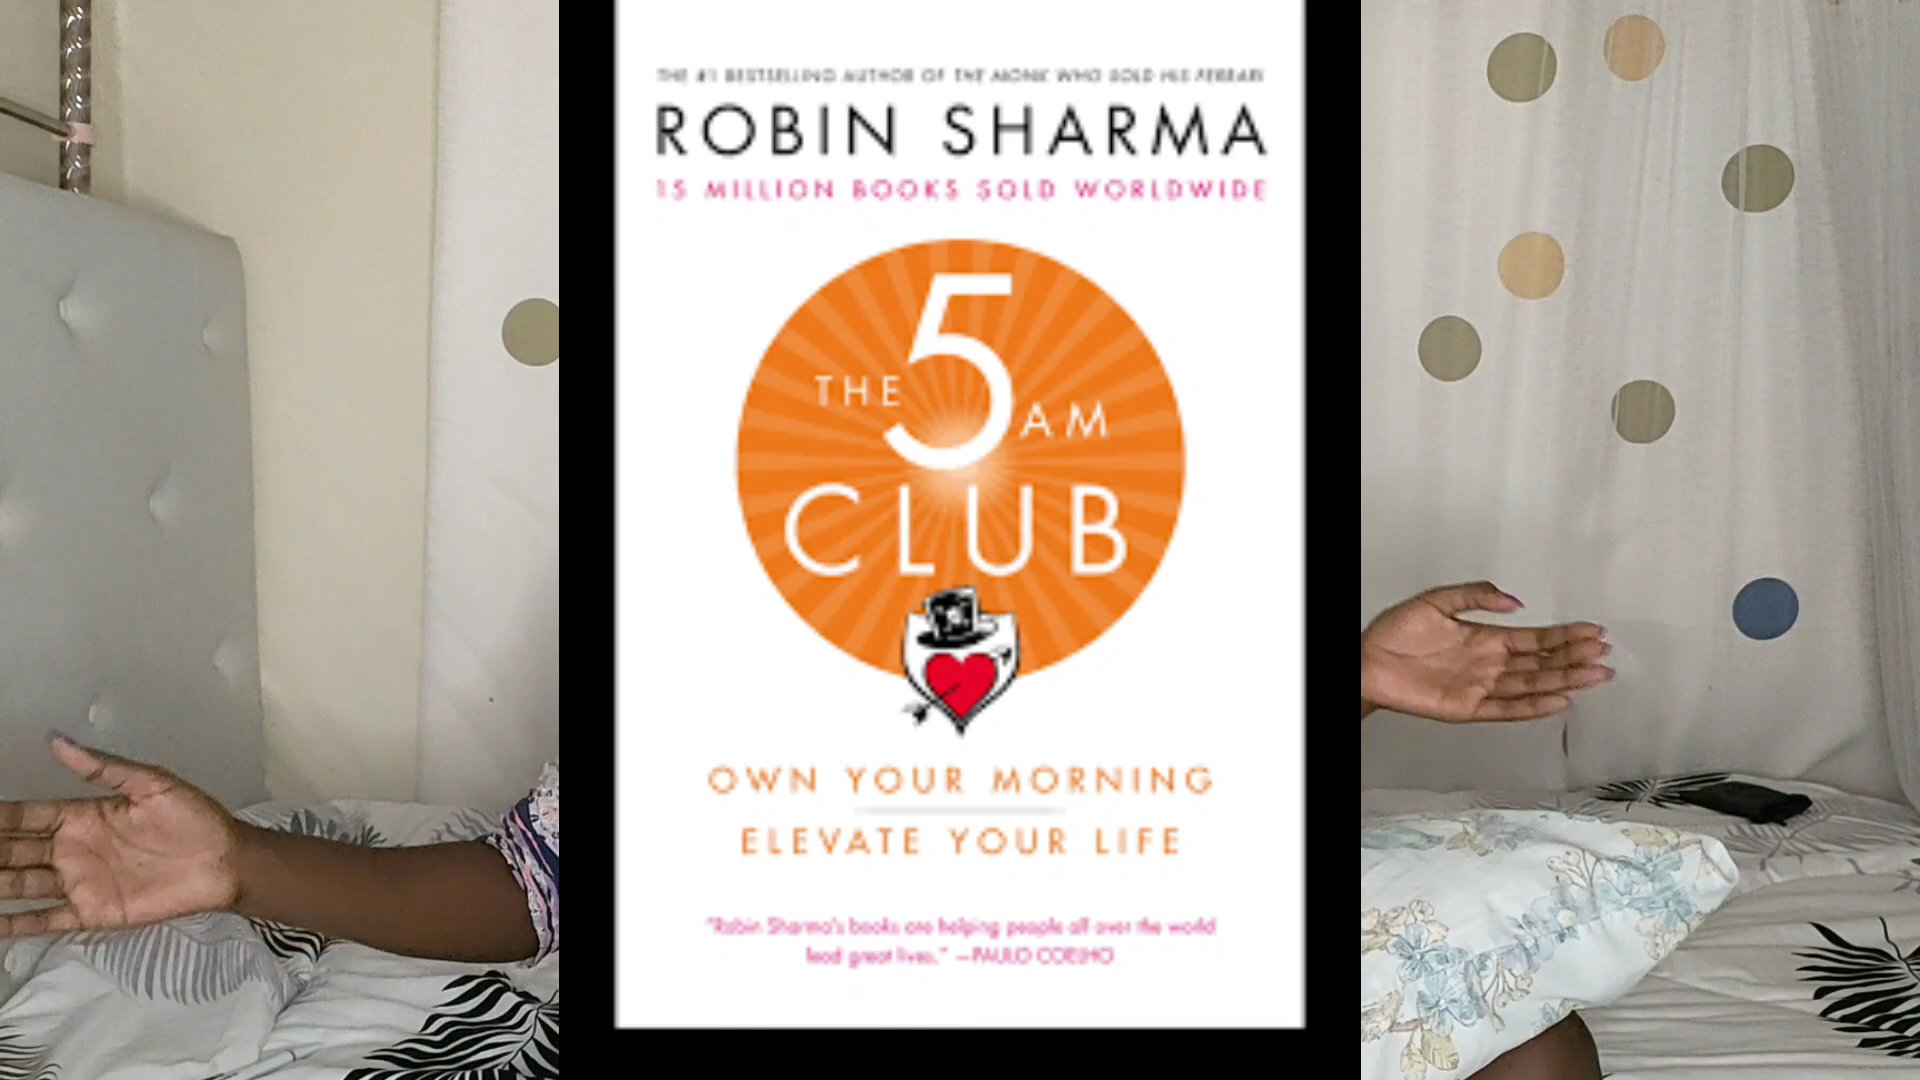 THE #1 BESTSELLING AUTHOR OF THE MONK WHO SOLD HIS FERRARI
ROBIN SHARMA
15 MILLION BOOKS SOLD WORLDWIDE
THE 5 AM
CLUB
OWN YOUR MORNING
ELEVATE YOUR LIFE
"Robin Sharma's books are helping people all over the world
lead great lives." —PAULO COELHO